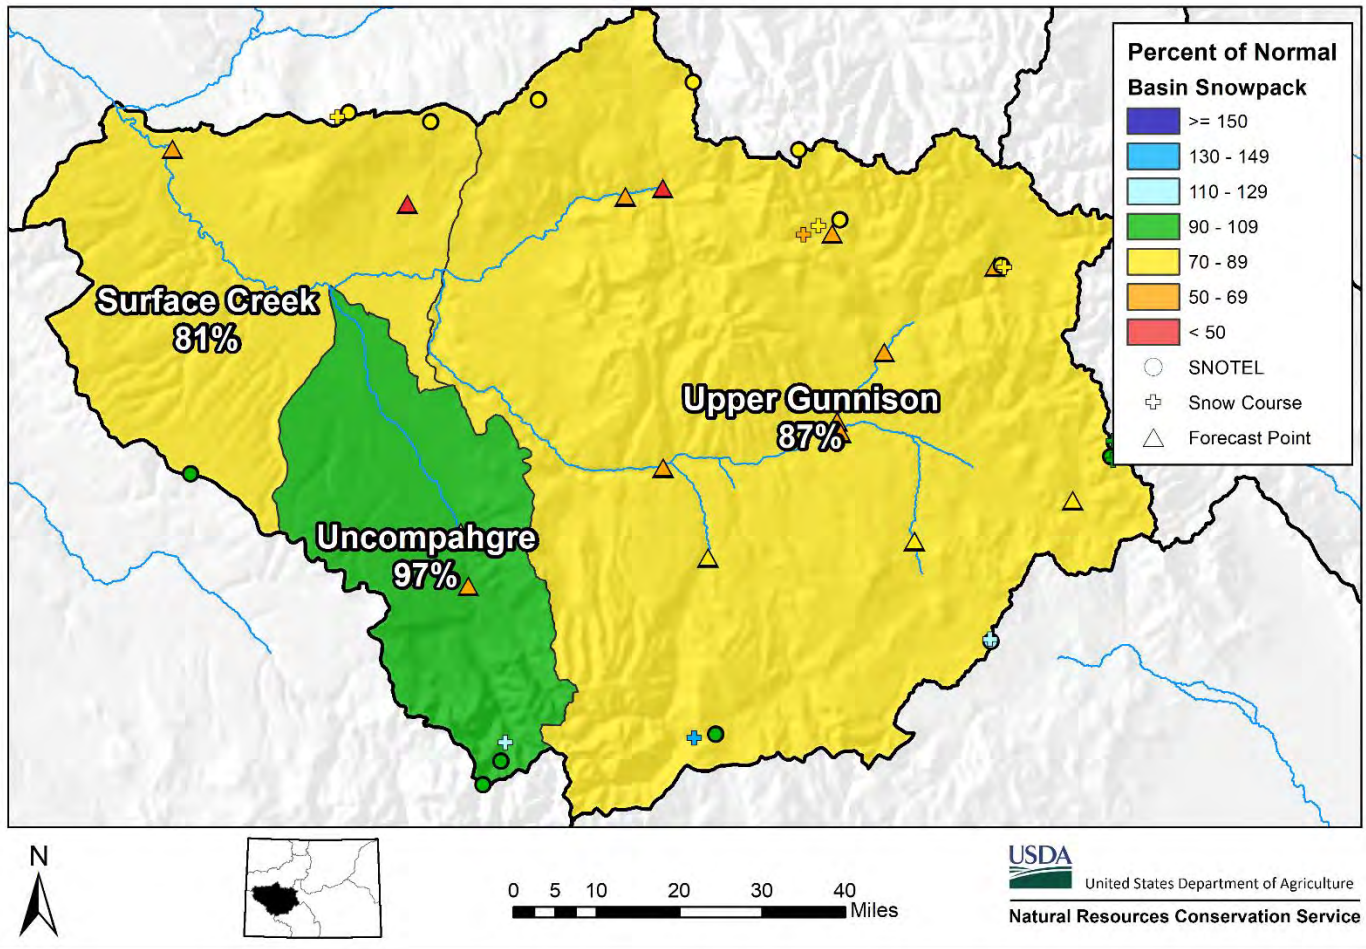 Percent of Normal
Basin Snowpack
>= 150
130 - 149
110 - 129
90 - 109
70 - 89
50 - 69
< 50
SNOTEL
Snow Course
Forecast Point
Surface Creek
81%
Upper Gunnison
87%
Uncompahgre
97%
N
0 5 10 20 30 40
Miles
USDA
United States Department of Agriculture
Natural Resources Conservation Service